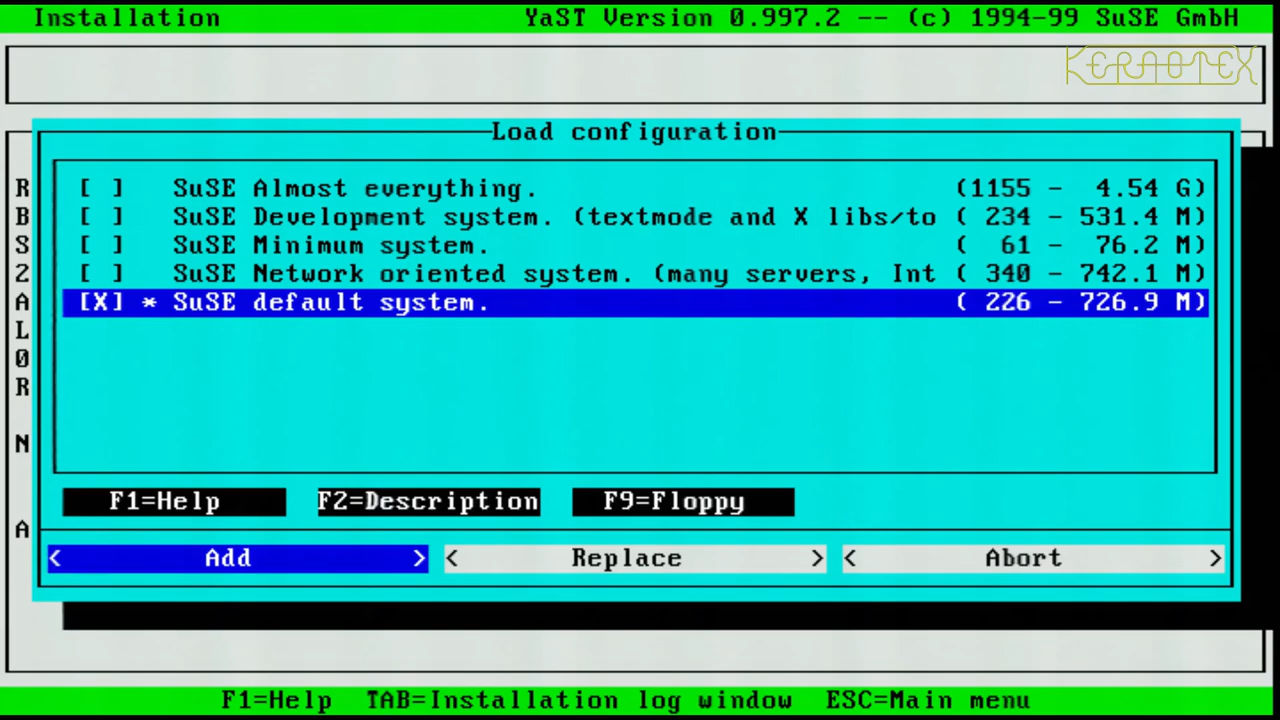 Installation YaST Version 0.997.2 -- (c) 1994-99 SuSE GmbH
KERAOTEX
Load configuration
R [ ] SuSE Almost everything. (1155 - 4.54 G)
B [ ] SuSE Development system. (textmode and X libs/to ( 234 - 531.4 M)
S [ ] SuSE Minimum system. ( 61 - 76.2 M)
2 [ ] SuSE Network oriented system. (many servers, Int ( 340 - 742.1 M)
A [X] * SuSE default system. ( 226 - 726.9 M)
L
0
R
N
F1=Help F2=Description F9=Floppy
A
< Add > < Replace > < Abort >
F1=Help TAB=Installation log window ESC=Main menu